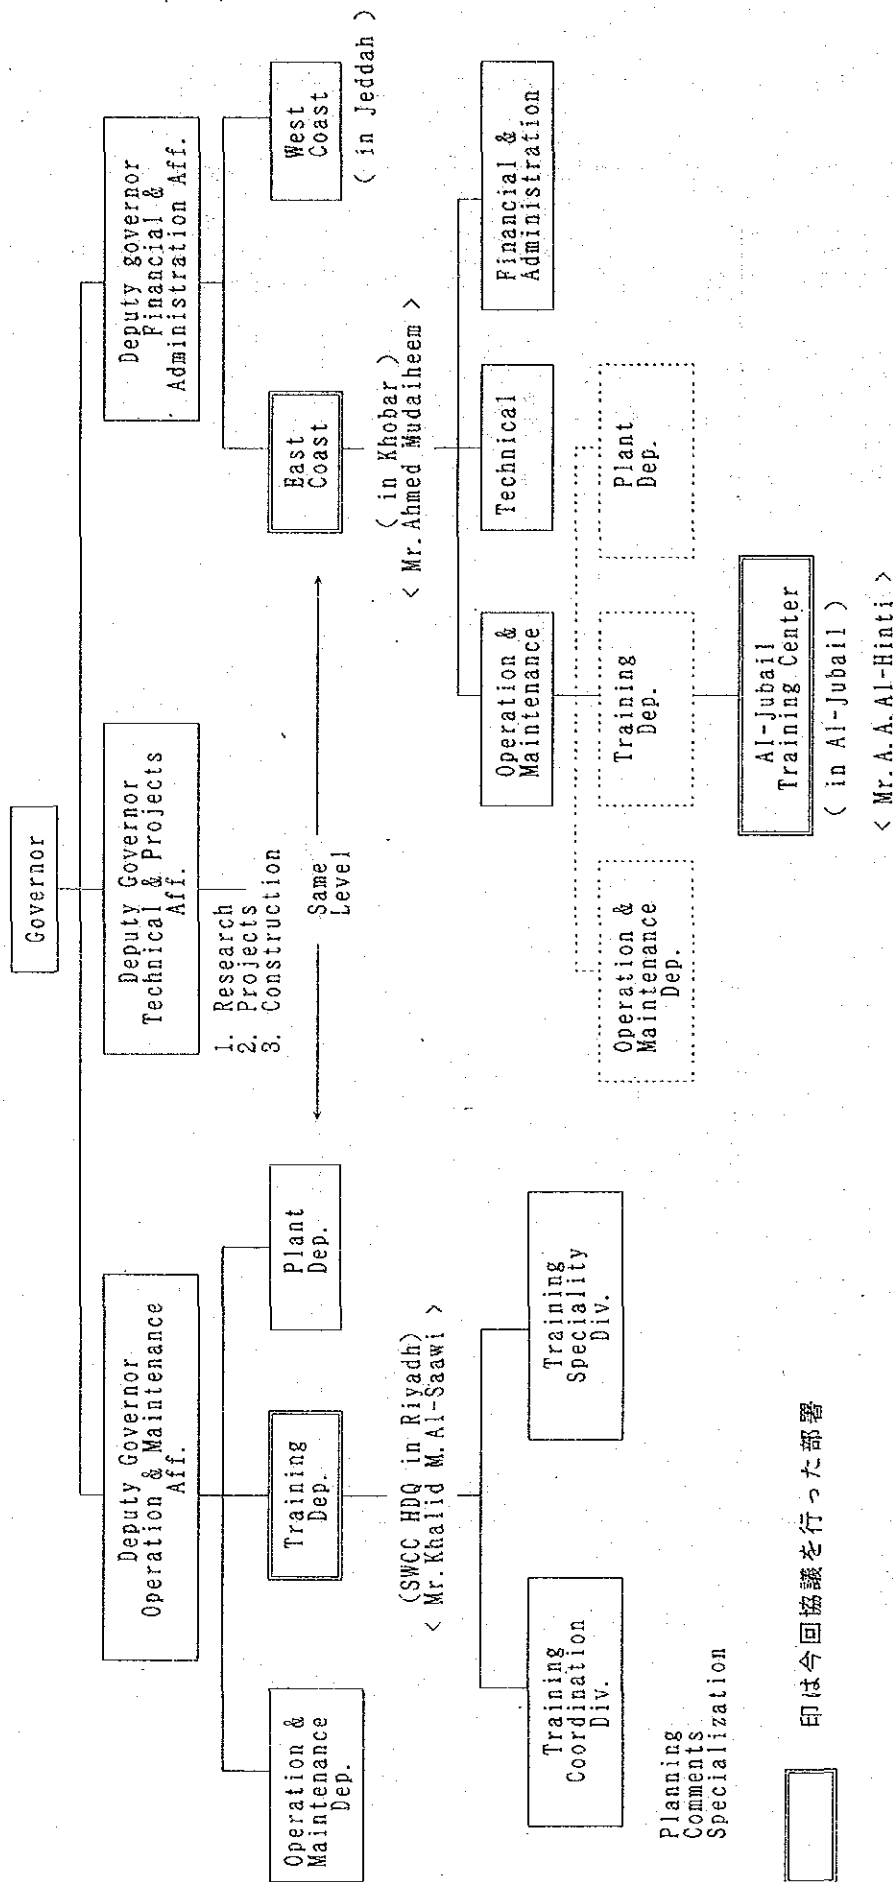 Governor
Deputy Governor
Operation & Maintenance
Aff.
Deputy Governor
Technical & Projects
Aff.
Deputy governor
Financial &
Administration Aff.
1. Research
2. Projects
3. Construction
Operation &
Maintenance
Dep.
Training
Dep.
Plant
Dep.
Same
Level
East
Coast
West
Coast
( in Jeddah )
(SWCC HDQ in Riyadh)
< Mr.Khalid M.Al-Saawi >
( in Khobar)
< Mr.Ahmed Mudaiheem >
Training
Coordination
Div.
Training
Speciality
Div.
Operation &
Maintenance
Technical
Financial &
Administration
Planning
Comments
Specialization
Operation &
Maintenance
Dep.
Training
Dep.
Plant
Dep.
Al-Jubail
Training Center
( in Al-Jubail )
< Mr.A.A.Al-Hinti >
印は今回協議を行った部署